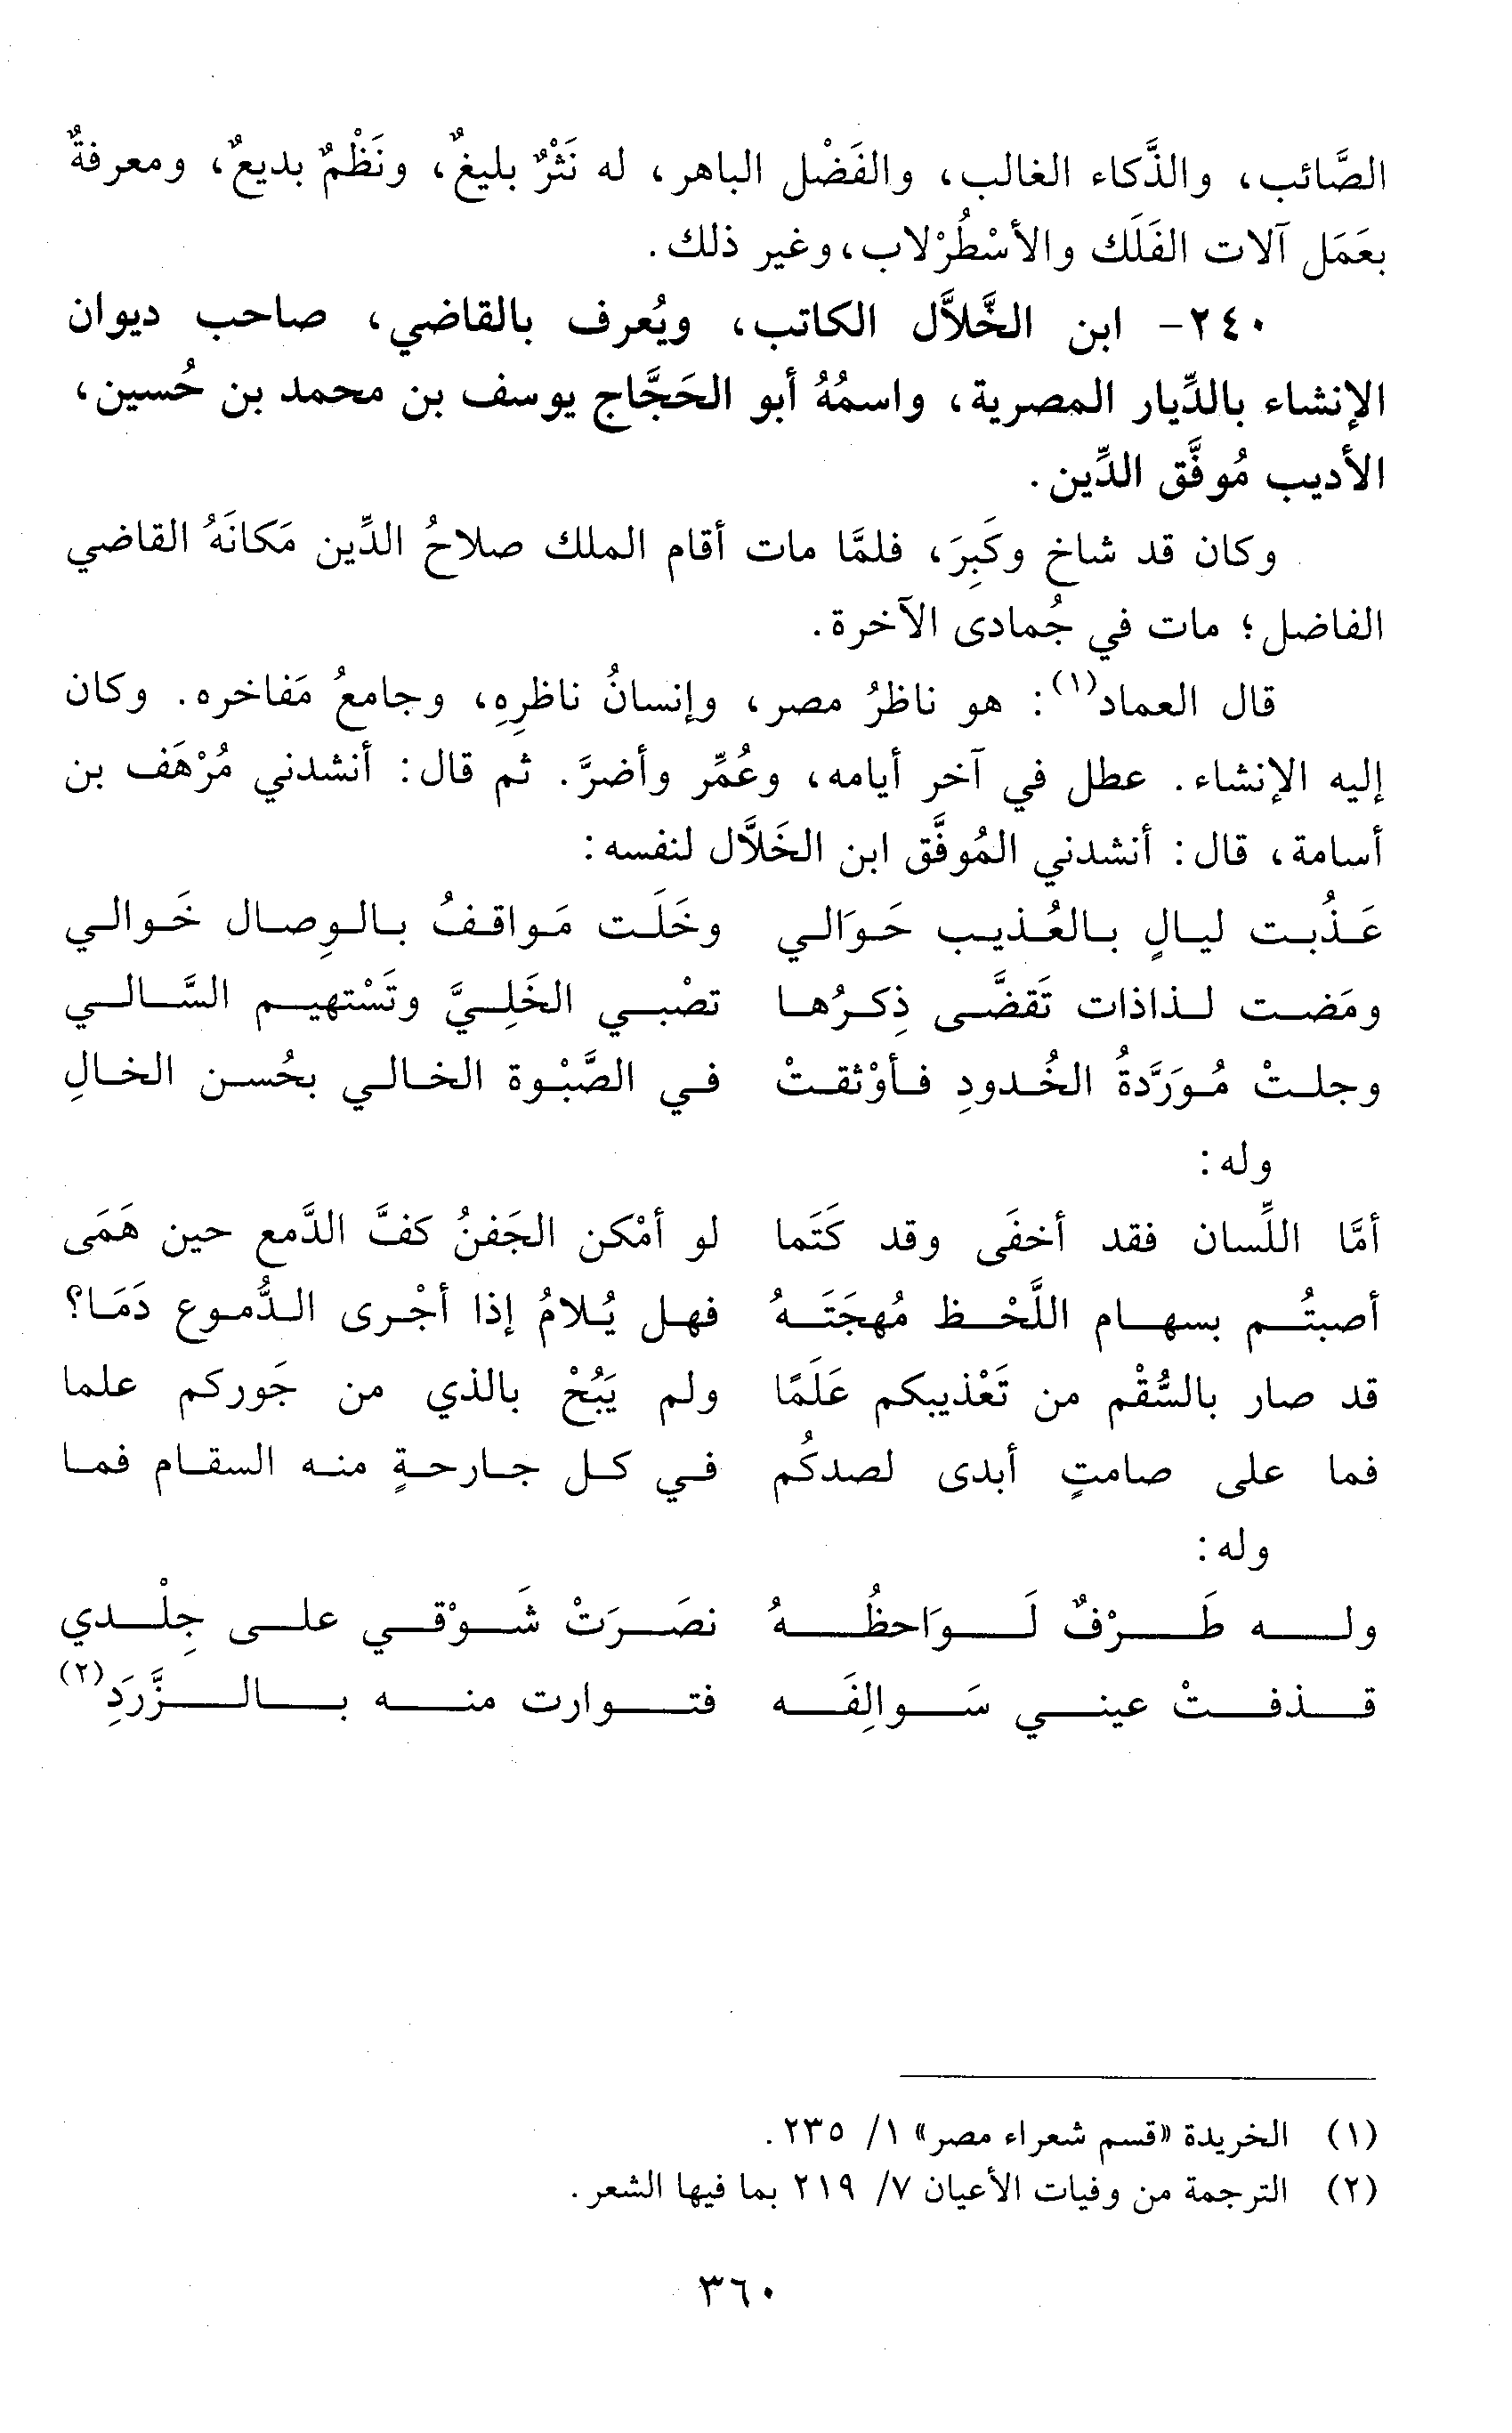 الصَّائب، والذَّكاء الغالب، والفَضْل الباهر، له نَثْرٌ بليغٌ، ونَظْمٌ بديعٌ، ومعرفةٌ
بعَمَل آلات الفَلَك والأسْطُرْلاب، وغير ذلك.
٢٤٠- ابن الخَّلاَّل الكاتب، ويُعرف بالقاضي، صاحب ديوان
الإنشاء بالدِّيار المصرية، واسمُهُ أبو الحَجَّاج يوسف بن محمد بن حُسين،
الأديب مُوفَّق الدِّين.
وكان قد شاخ وكَبِرَ، فلمَّا مات أقام الملك صلاحُ الدِّين مَكانَهُ القاضي
الفاضل؛ مات في جُمادى الآخرة.
قال العماد(١): هو ناظرُ مصر، وإنسانُ ناظرِهِ، وجامعُ مَفاخره. وكان
إليه الإنشاء. عطل في آخر أيامه، وعُمِّر وأضرَّ. ثم قال: أنشدني مُرْهَف بن
أسامة، قال: أنشدني المُوفَّق ابن الخَلاَّل لنفسه:
عَذُبت ليالٍ بالعُذيب حَوَالي وخَلَت مَواقفُ بالوِصال خَوالي
ومَضت لذاذات تَقضَّى ذِكرُها تصْبي الخَلِيَّ وتَسْتهيم السَّالي
وجلتْ مُوَرَّدةُ الخُدودِ فأوْثقتْ في الصَّبْوة الخالي بحُسن الخالِ
وله:
أمَّا اللِّسان فقد أخفَى وقد كَتَما لو أمْكن الجَفنُ كفَّ الدَّمع حين هَمَى
أصبتُم بسهام اللَّحْظ مُهجَتَهُ فهل يُلامُ إذا أجْرى الدُّموع دَمَا؟
قد صار بالسُّقْم من تَعْذيبكم عَلَمًا ولم يَبُحْ بالذي من جَوركم علما
فما على صامتٍ أبدى لصدكُم في كل جارحةٍ منه السقام فما
وله:
وله طَرْفٌ لَوَاحظُهُ نصَرَتْ شَوْقي على جِلْدي
قذفتْ عيني سَوالِفَه فتوارت منه بالزَّرَدِ(٢)
(١) الخريدة «قسم شعراء مصر» ١/ ٢٣٥.
(٢) الترجمة من وفيات الأعيان ٧/ ٢١٩ بما فيها الشعر.
٣٦٠